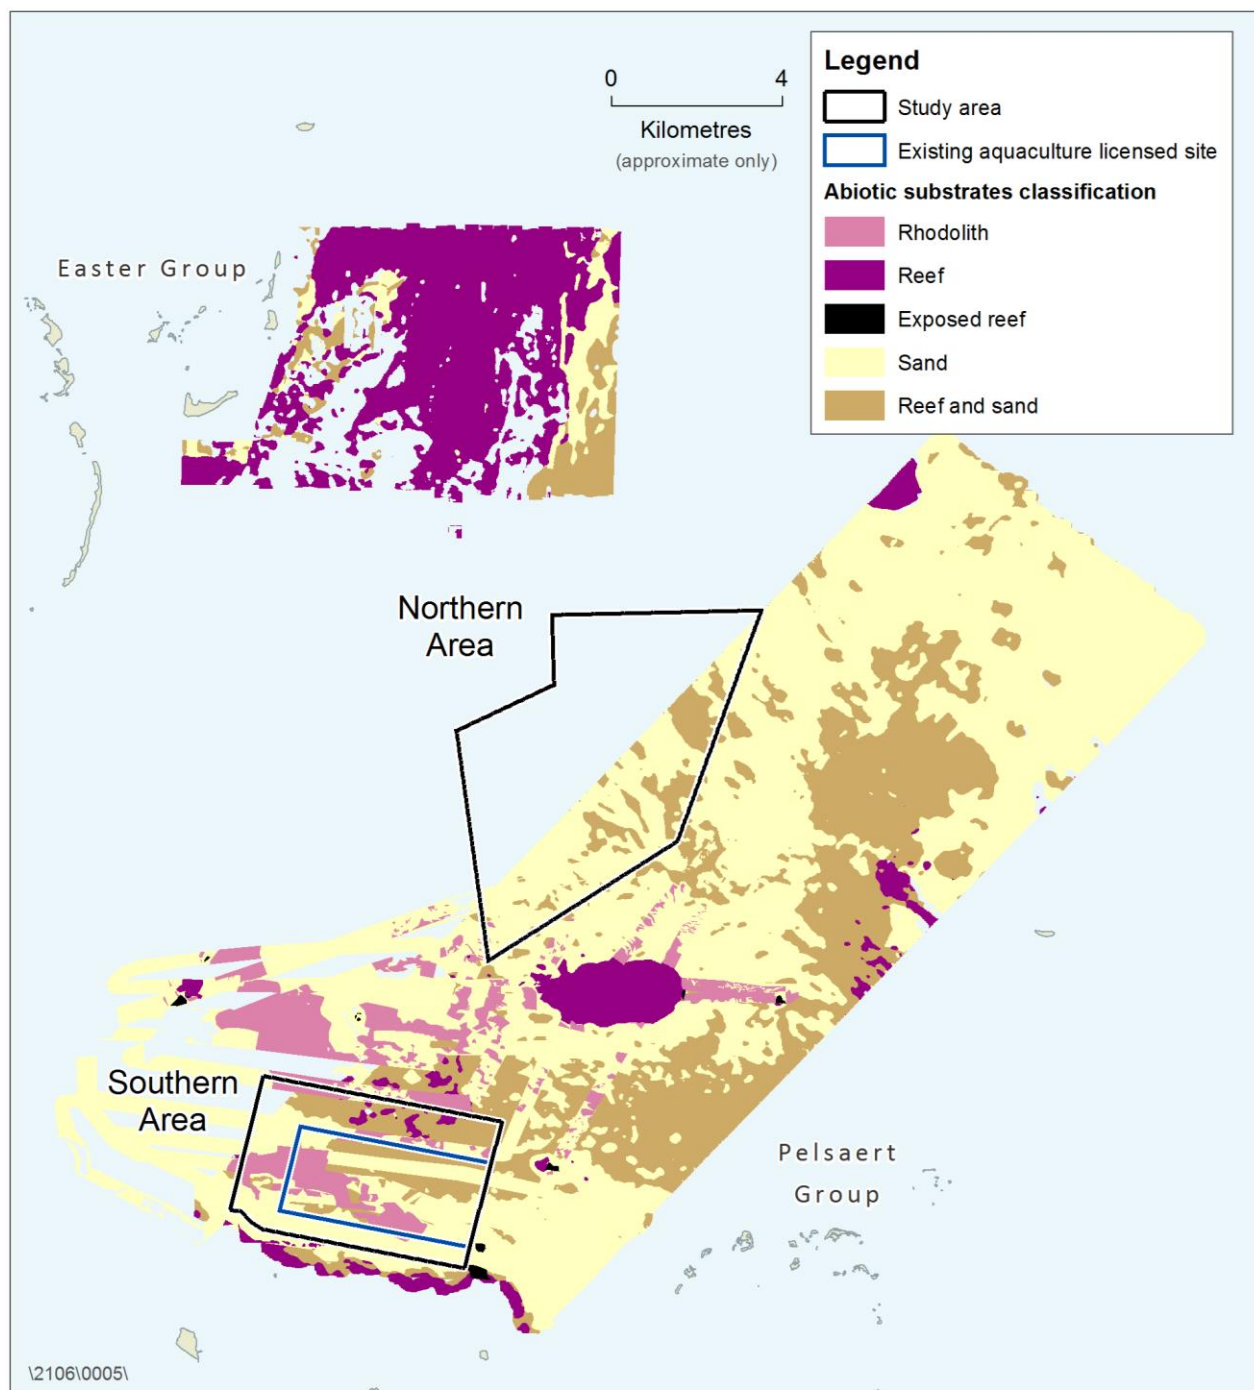 0 4
Kilometres
(approximate only)
Legend
Study area
Existing aquaculture licensed site
Abiotic substrates classification
Rhodolith
Reef
Exposed reef
Sand
Reef and sand
Easter Group
Northern
Area
Southern
Area
Pelsaert
Group
\2106\0005\